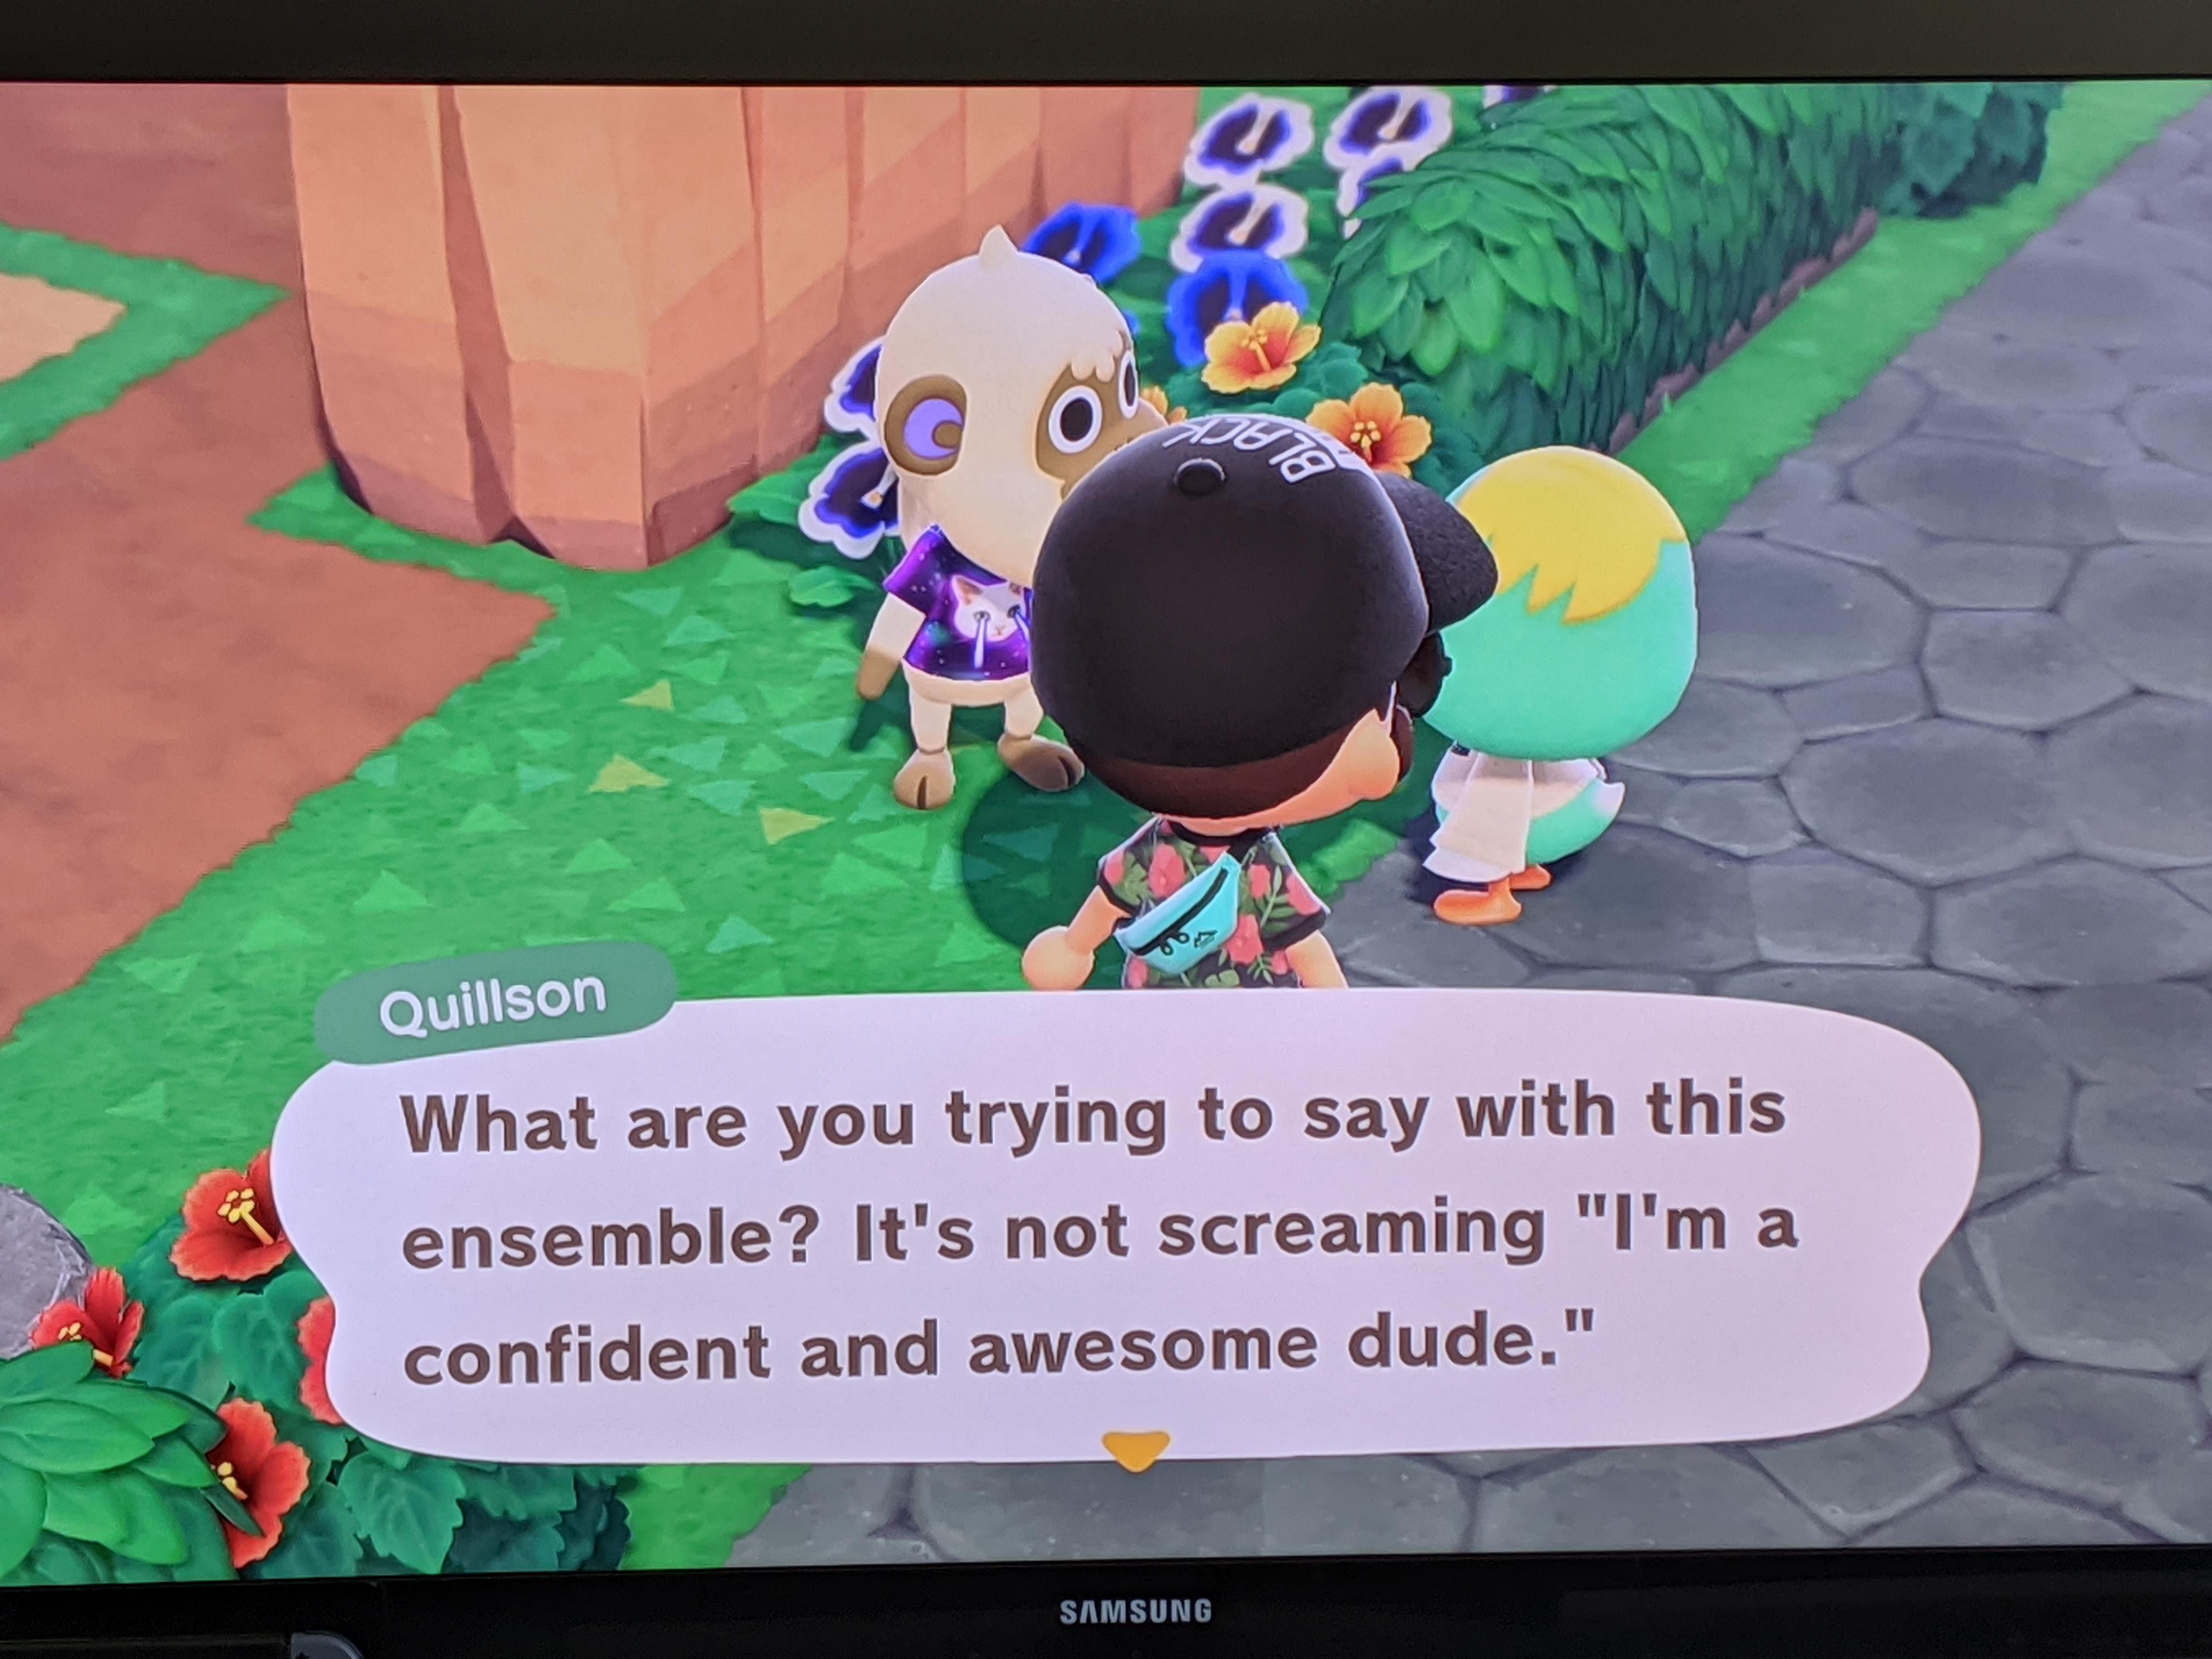 BLACK
Quillson
What are you trying to say with this
ensemble? It's not screaming "I'm a
confident and awesome dude."
SAMSUNG